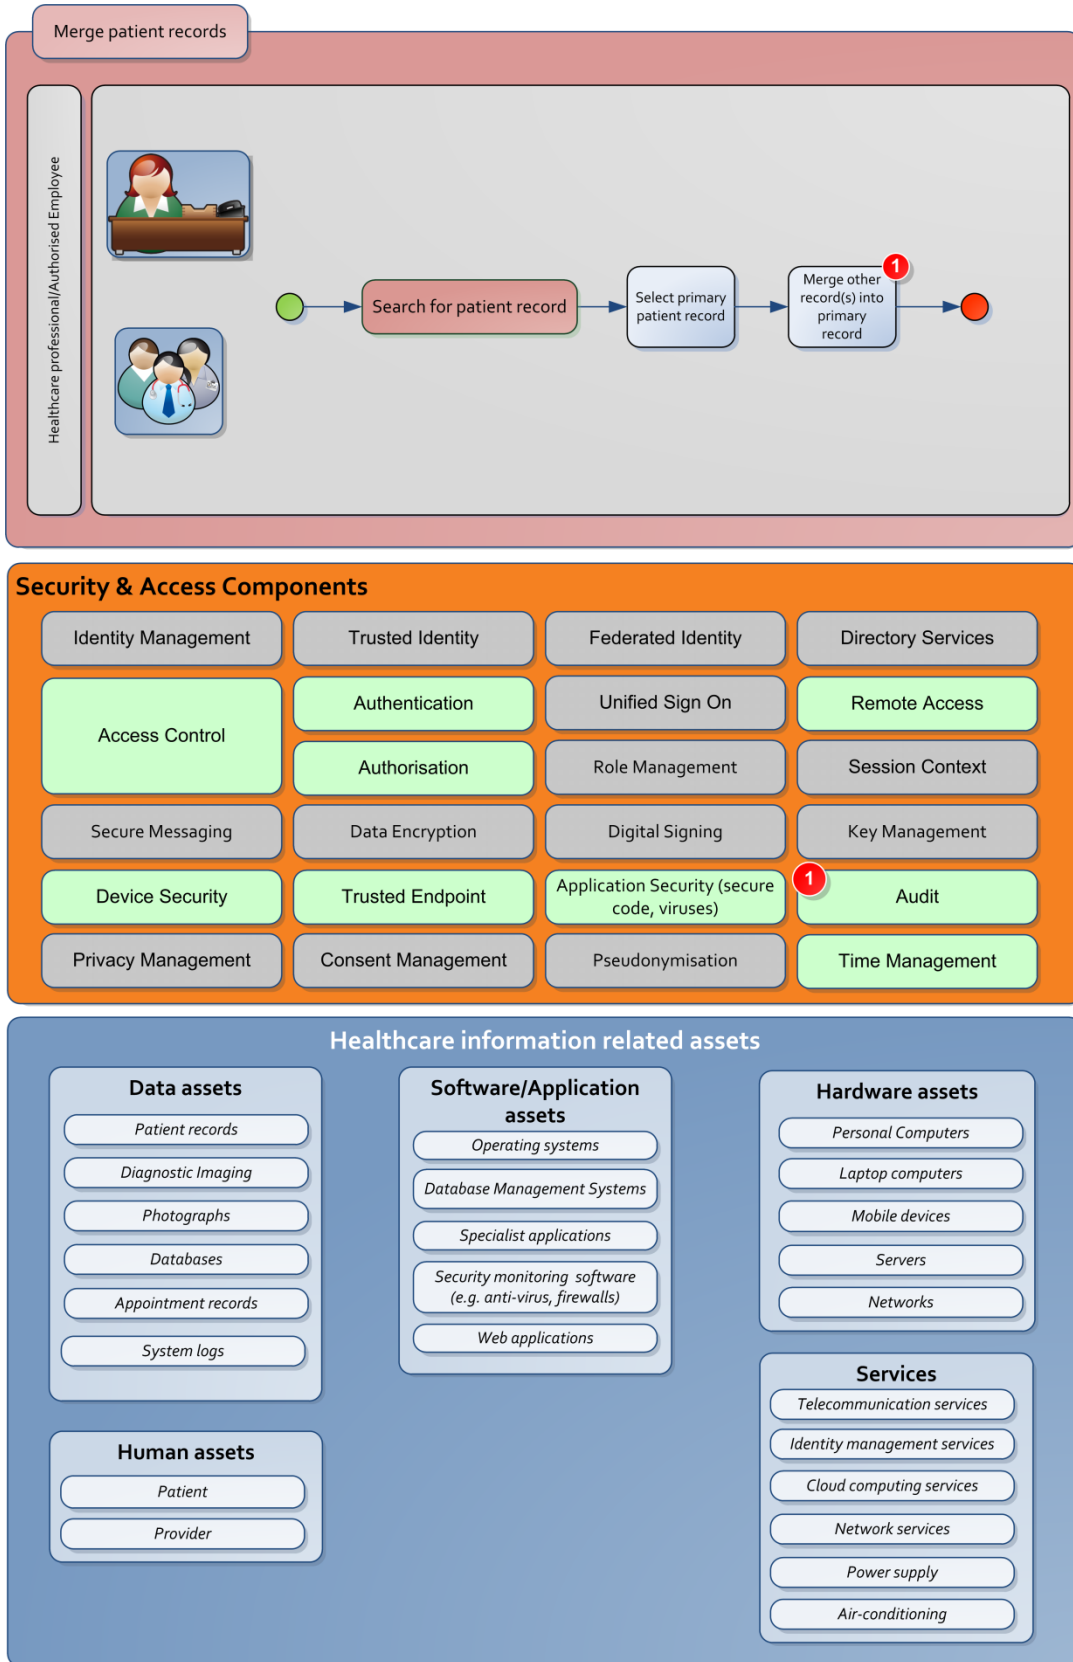 Merge patient records
Healthcare professional/Authorised Employee
Search for patient record
Select primary
patient record
1
Merge other
record(s) into
primary
record
Security & Access Components
Identity Management
Trusted Identity
Federated Identity
Directory Services
Access Control
Authentication
Unified Sign On
Remote Access
Authorisation
Role Management
Session Context
Secure Messaging
Data Encryption
Digital Signing
Key Management
Device Security
Trusted Endpoint
Application Security (secure
code, viruses)
1
Audit
Privacy Management
Consent Management
Pseudonymisation
Time Management
Healthcare information related assets
Data assets
Patient records
Diagnostic Imaging
Photographs
Databases
Appointment records
System logs
Human assets
Patient
Provider
Software/Application
assets
Operating systems
Database Management Systems
Specialist applications
Security monitoring software
(e.g. anti-virus, firewalls)
Web applications
Hardware assets
Personal Computers
Laptop computers
Mobile devices
Servers
Networks
Services
Telecommunication services
Identity management services
Cloud computing services
Network services
Power supply
Air-conditioning